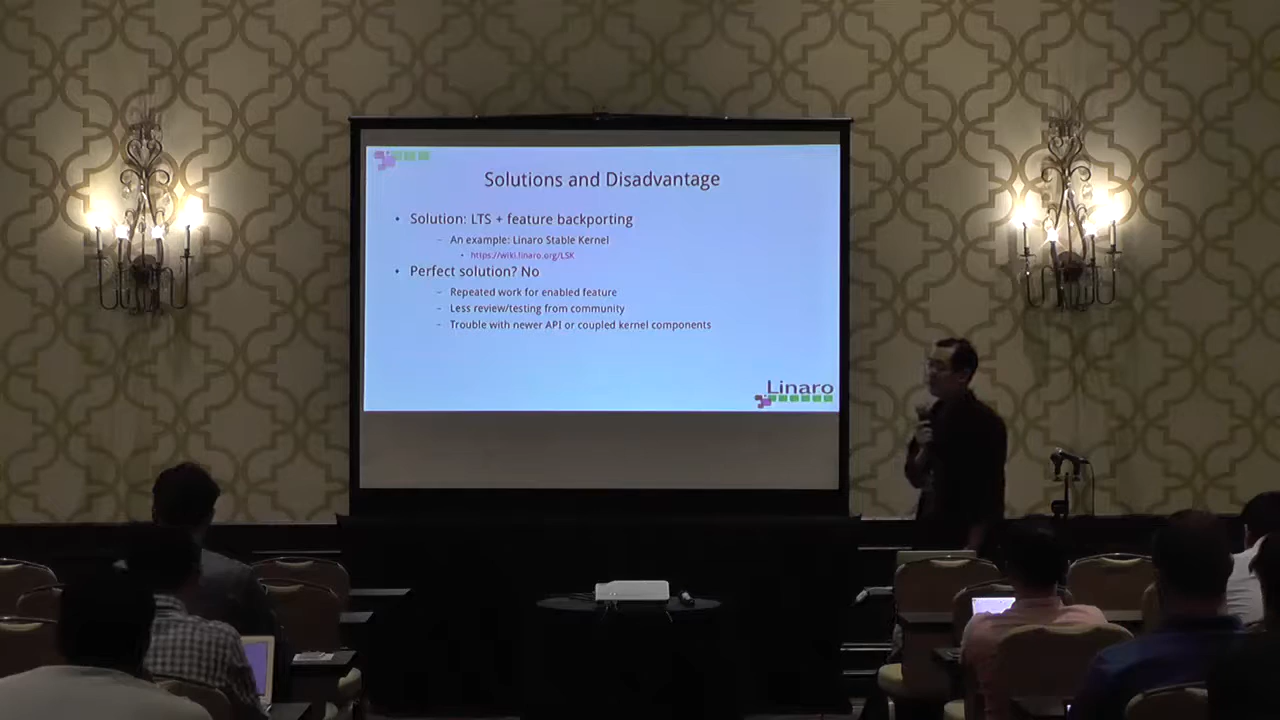 Solutions and Disadvantage
• Solution: LTS + feature backporting
– An example: Linaro Stable Kernel
• https://wiki.linaro.org/LSK
• Perfect solution? No
– Repeated work for enabled feature
– Less review/testing from community
– Trouble with newer API or coupled kernel components
Linaro